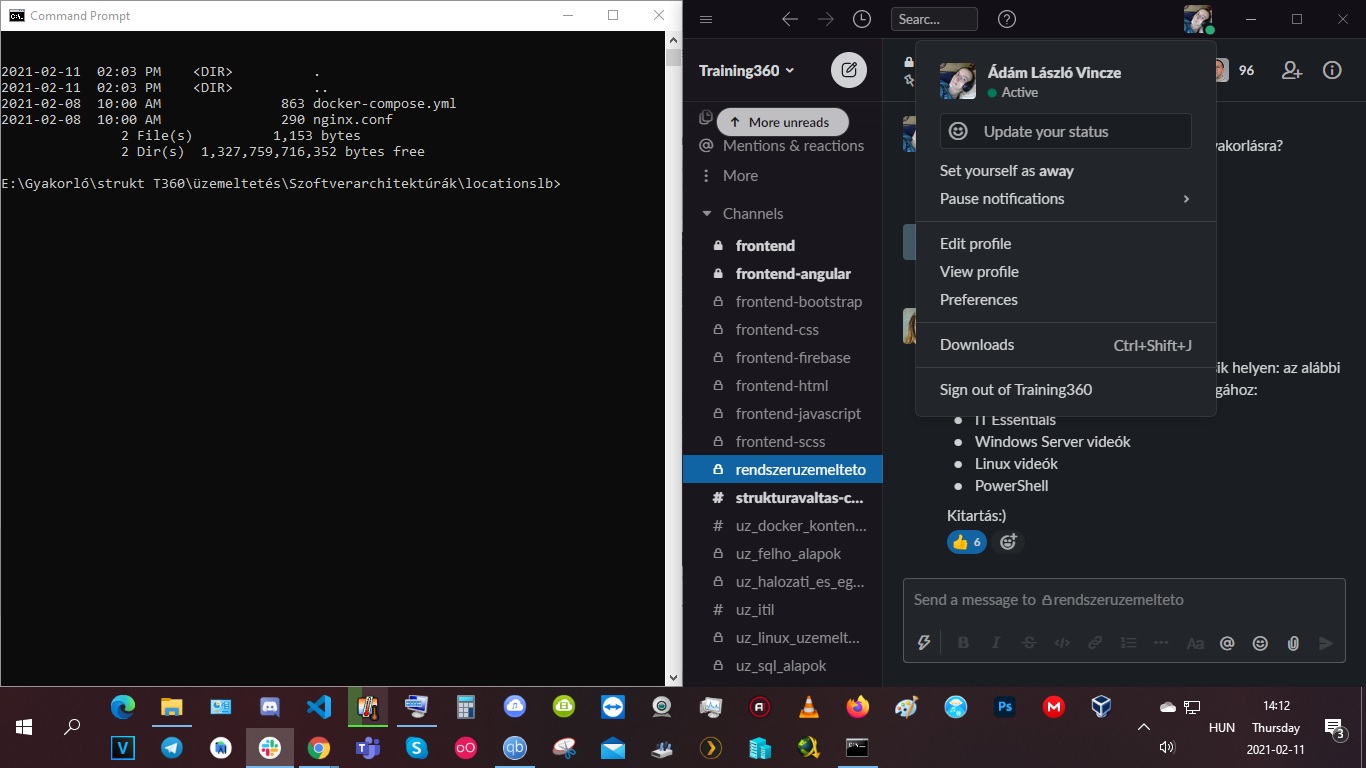 Command Prompt
2021-02-11  02:03 PM    <DIR>          .
2021-02-11  02:03 PM    <DIR>          ..
2021-02-08  10:00 AM               863 docker-compose.yml
2021-02-08  10:00 AM               290 nginx.conf
2 File(s)          1,153 bytes
2 Dir(s)  1,327,759,716,352 bytes free
E:\Gyakorló\strukt T360\üzemeltetés\Szoftverarchitektúrák\locationslb>
Searc...
Training360
More unreads
Mentions & reactions
More
Channels
frontend
frontend-angular
frontend-bootstrap
frontend-css
frontend-firebase
frontend-html
frontend-javascript
frontend-scss
rendszeruzemelteto
# strukturavaltas-c...
# uz_docker_konten...
uz_felho_alapok
uz_halozati_es_eg...
# uz_itil
uz_linux_uzemelt...
uz_sql_alapok
96
Ádám László Vincze
Active
Update your status
Set yourself as away
Pause notifications
Edit profile
View profile
Preferences
Downloads Ctrl+Shift+J
Sign out of Training360
yakorlásra?
ik helyen: az alábbi
gához:
• IT Essentials
• Windows Server videók
• Linux videók
• PowerShell
Kitartás:)
6
Send a message to rendszeruzemelteto
B I S </> Aa @
Ps
V
qb
HUN
14:12
Thursday
2021-02-11
3